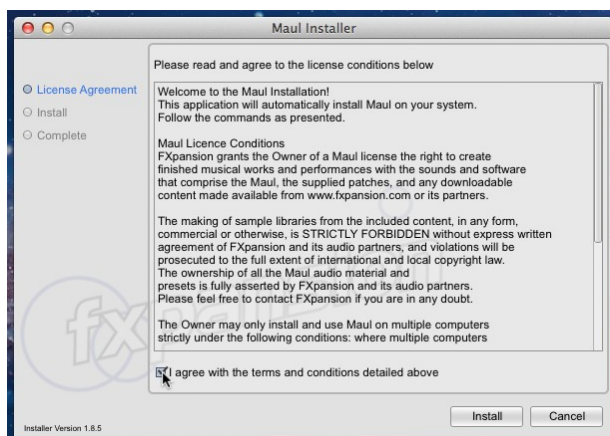 Maul Installer
Please read and agree to the license conditions below
License Agreement
Install
Complete
Welcome to the Maul Installation!
This application will automatically install Maul on your system.
Follow the commands as presented.
Maul Licence Conditions
FXpansion grants the Owner of a Maul license the right to create
finished musical works and performances with the sounds and software
that comprise the Maul, the supplied patches, and any downloadable
content made available from www.fxpansion.com or its partners.
The making of sample libraries from the included content, in any form,
commercial or otherwise, is STRICTLY FORBIDDEN without express written
agreement of FXpansion and its audio partners, and violations will be
prosecuted to the full extent of international and local copyright law.
The ownership of all the Maul audio material and
presets is fully asserted by FXpansion and its audio partners.
Please feel free to contact FXpansion if you are in any doubt.
The Owner may only install and use Maul on multiple computers
strictly under the following conditions: where multiple computers
fxpansion
I agree with the terms and conditions detailed above
Install
Cancel
Installer Version 1.8.5